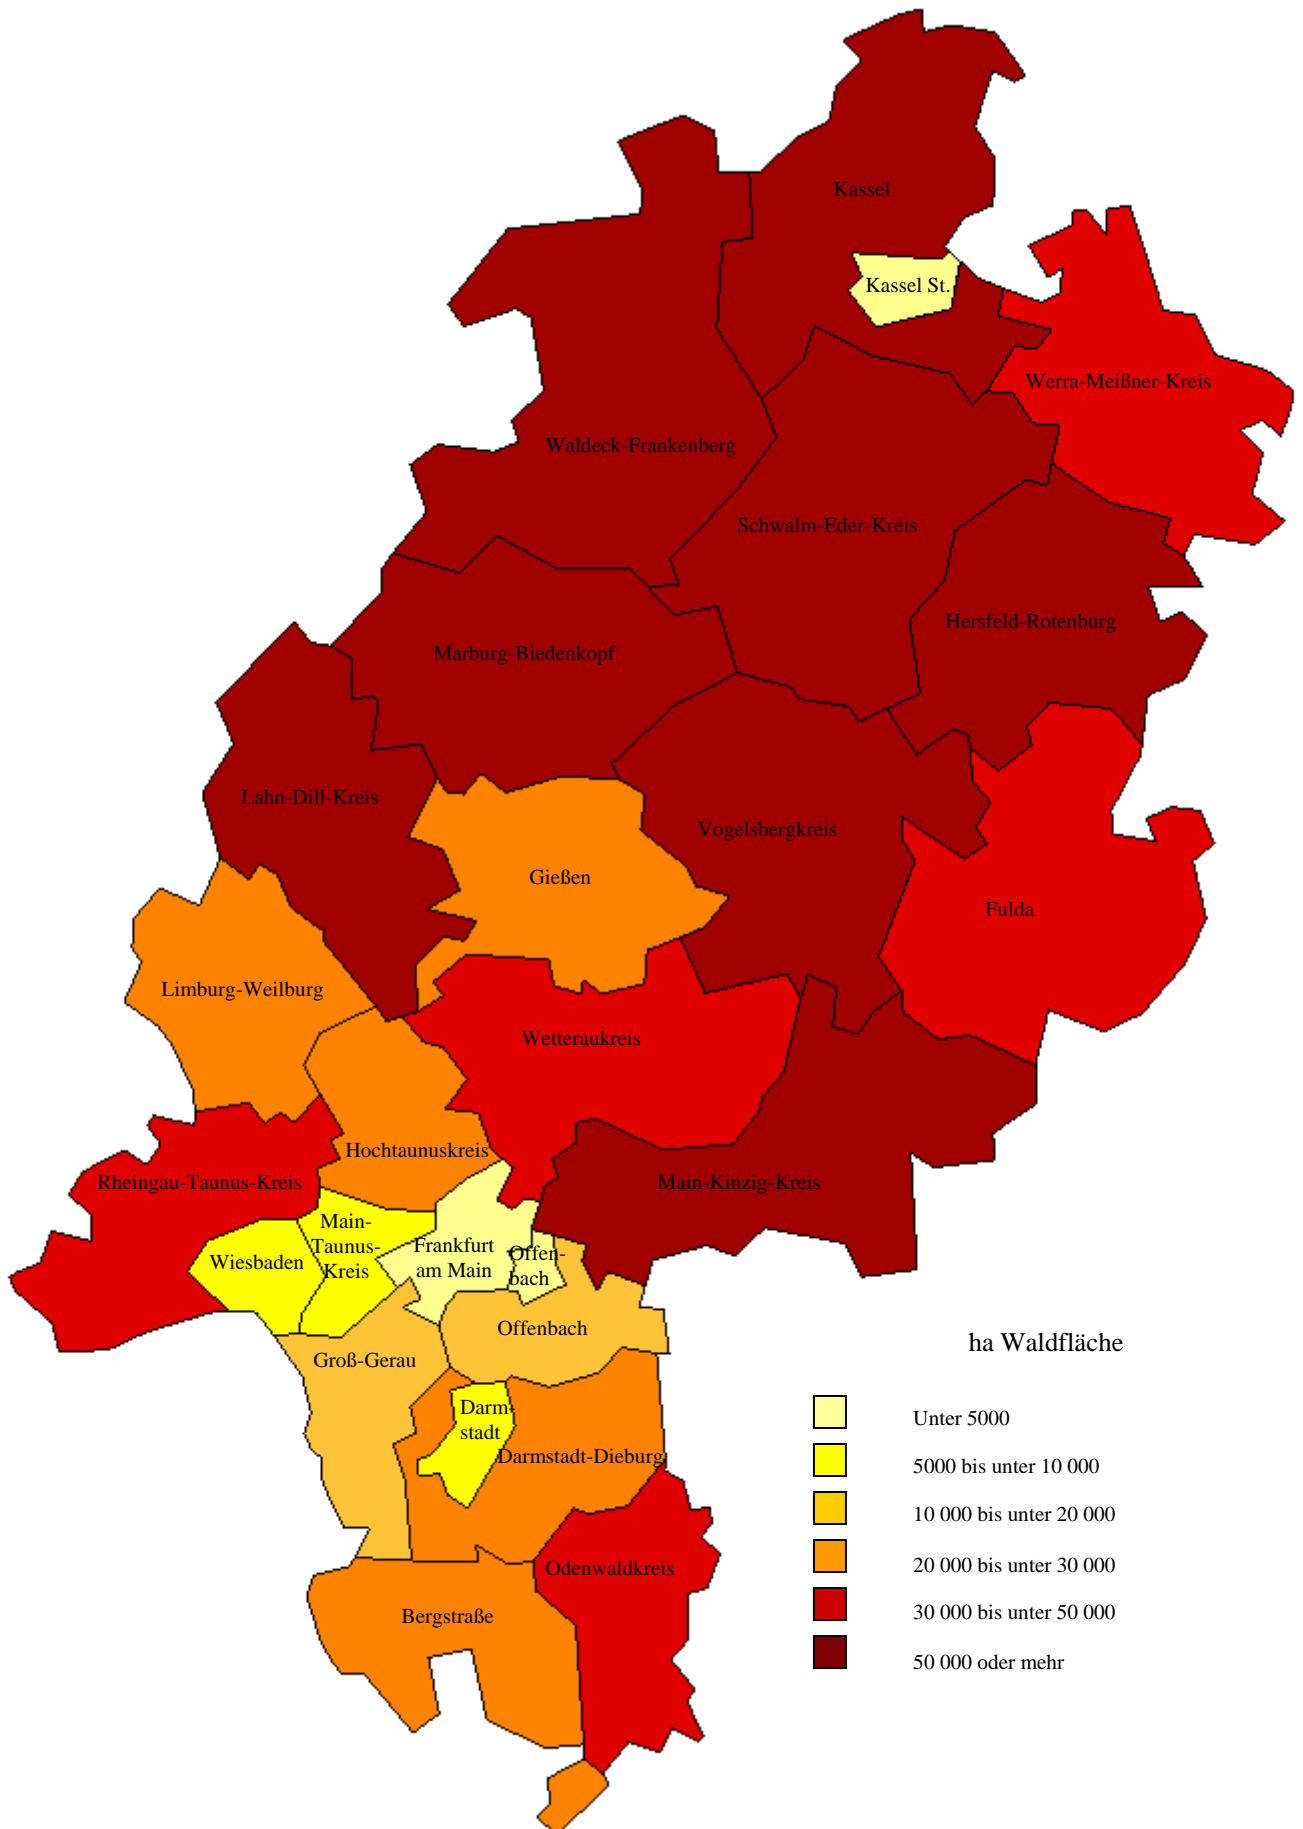 Kassel
Kassel St.
Werra-Meißner-Kreis
Waldeck-Frankenberg
Schwalm-Eder-Kreis
Hersfeld-Rotenburg
Marburg-Biedenkopf
Lahn-Dill-Kreis
Vogelsbergkreis
Gießen
Fulda
Limburg-Weilburg
Wetteraukreis
Hochtaunuskreis
Rheingau-Taunus-Kreis
Main-Kinzig-Kreis
Main-
Taunus-
Kreis
Wiesbaden
Frankfurt
am Main
Offen-
bach
Offenbach
Groß-Gerau
Darm-
stadt
Darmstadt-Dieburg
Odenwaldkreis
Bergstraße
ha Waldfläche
Unter 5000
5000 bis unter 10 000
10 000 bis unter 20 000
20 000 bis unter 30 000
30 000 bis unter 50 000
50 000 oder mehr